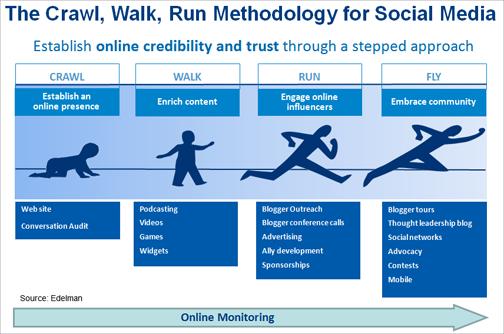 The Crawl, Walk, Run Methodology for Social Media
Establish online credibility and trust through a stepped approach
CRAWL
WALK
RUN
FLY
Establish an
online presence
Enrich content
Engage online
influencers
Embrace community
Web site
Conversation Audit
Podcasting
Videos
Games
Widgets
Blogger Outreach
Blogger conference calls
Advertising
Ally development
Sponsorships
Blogger tours
Thought leadership blog
Social networks
Advocacy
Contests
Mobile
Source: Edelman
Online Monitoring